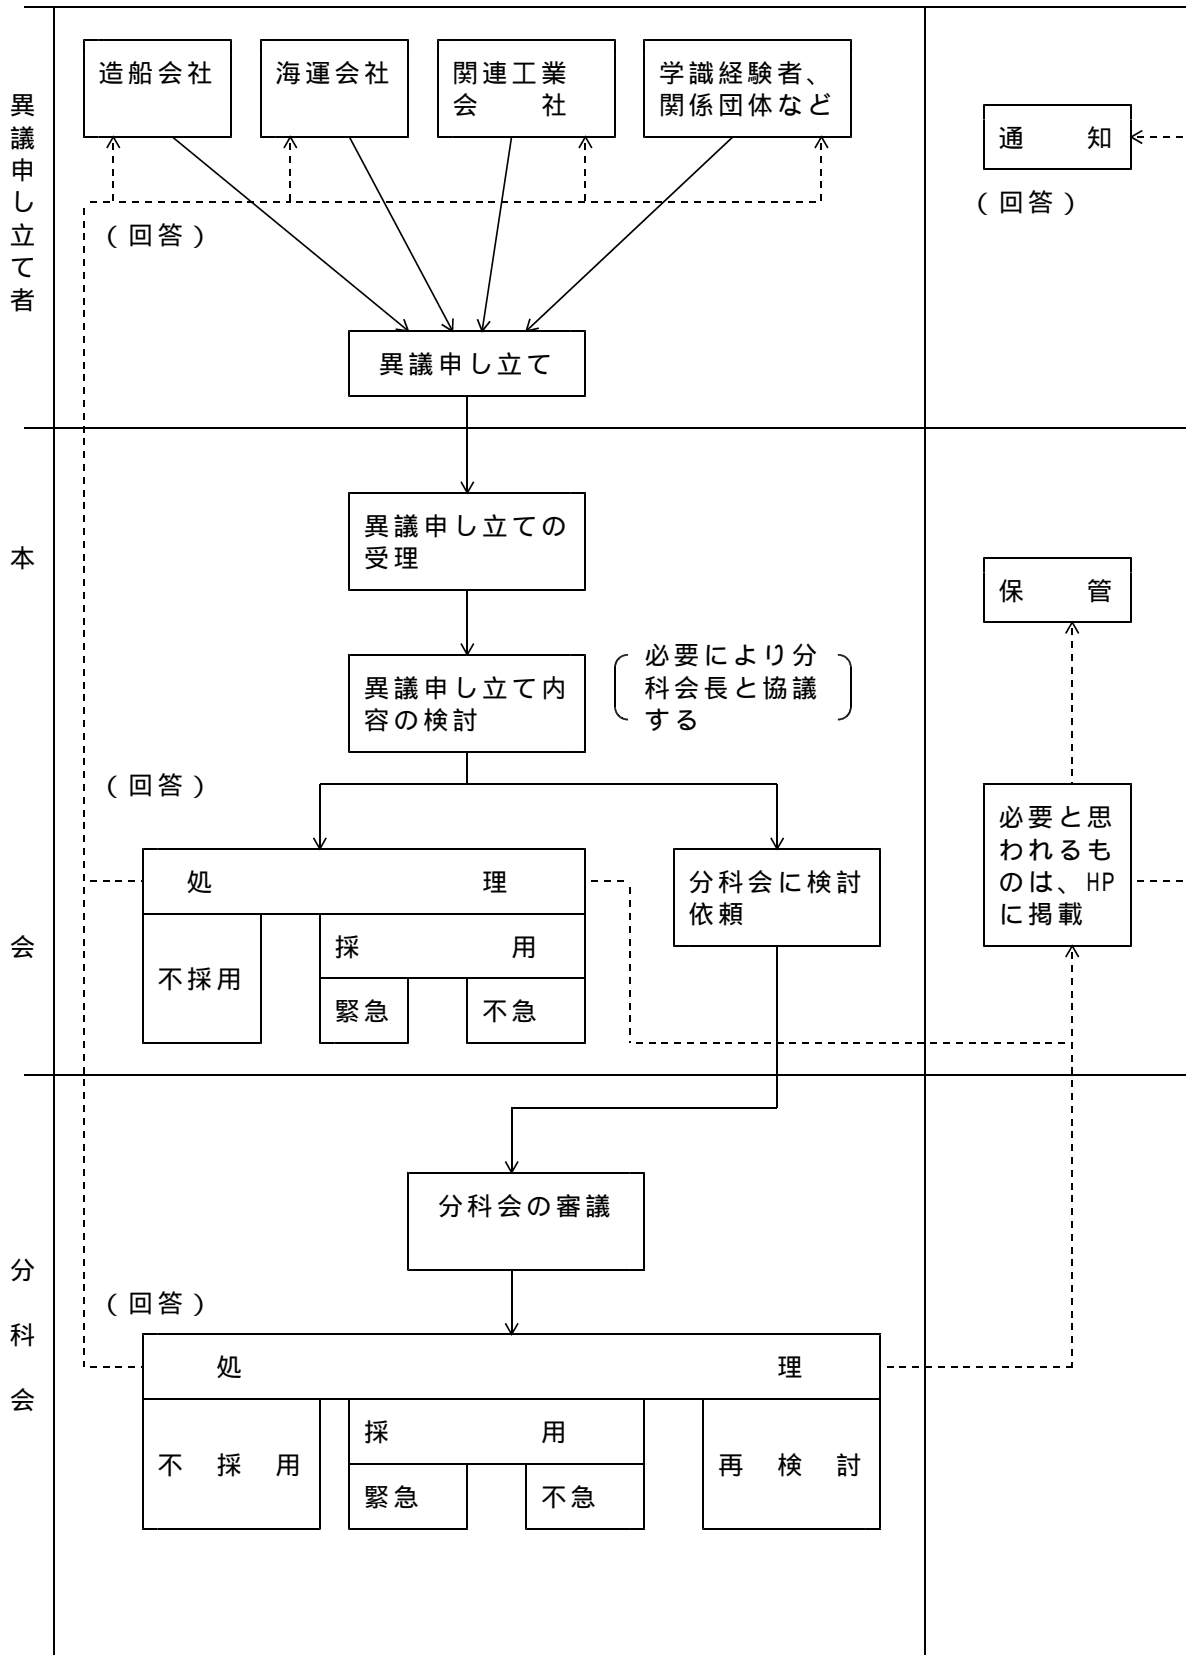 異議申し立て者
造船会社
海運会社
関連工業
会　　社
学識経験者、
関係団体など
通　　知
(回答)
(回答)
異議申し立て
本会
異議申し立ての
受理
保　　管
異議申し立て内
容の検討
必要により分
科会長と協議
する
(回答)
必要と思
われるも
のは、HP
に掲載
処　　理
分科会に検討
依頼
不採用
採　　用
緊急
不急
分科会
分科会の審議
(回答)
処　　理
不　採　用
採　　用
緊急
不急
再　検　討